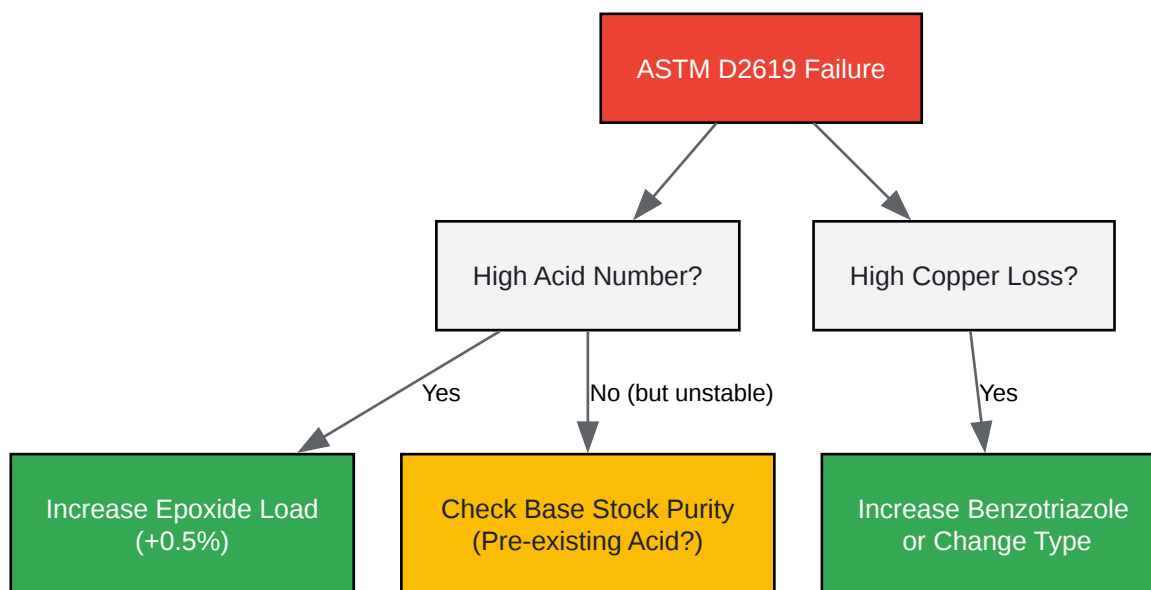 ASTM D2619 Failure
High Acid Number?
High Copper Loss?
Yes
No (but unstable)
Yes
Increase Epoxide Load
(+0.5%)
Check Base Stock Purity
(Pre-existing Acid?)
Increase Benzotriazole
or Change Type